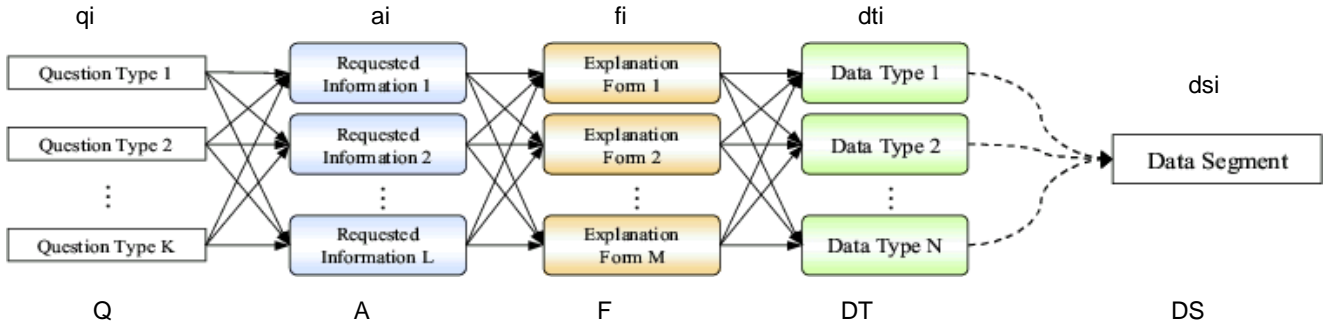 qi
ai
fi
dti
dsi
Question Type 1
Requested
Information 1
Explanation
Form 1
Data Type 1
Question Type 2
Requested
Information 2
Explanation
Form 2
Data Type 2
Data Segment
Question Type K
Requested
Information L
Explanation
Form M
Data Type N
Q
A
F
DT
DS